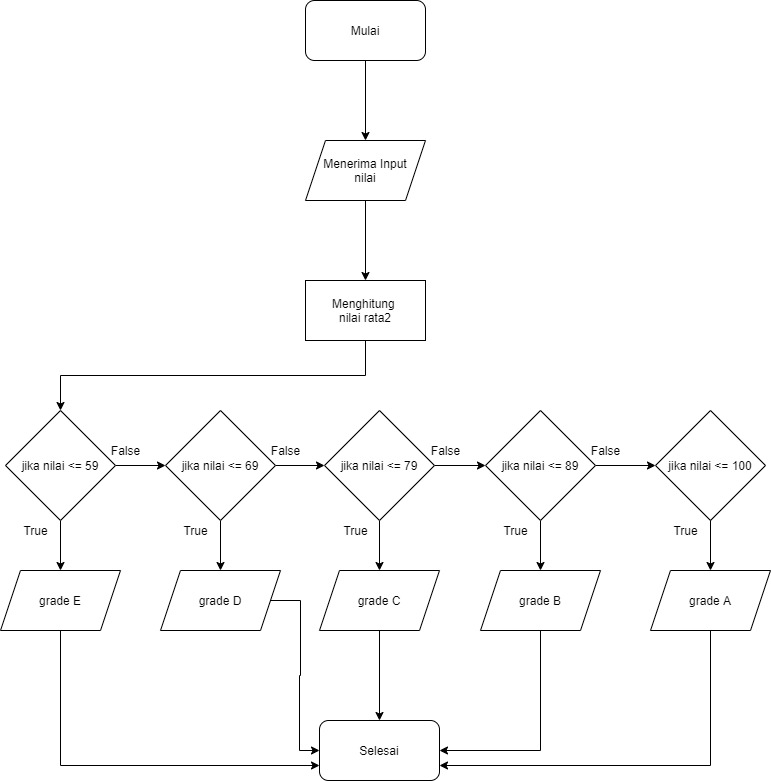 Mulai
Menerima Input
nilai
Menghitung
nilai rata2
jika nilai <= 59
False
jika nilai <= 69
False
jika nilai <= 79
False
jika nilai <= 89
False
jika nilai <= 100
True
True
True
True
True
grade E
grade D
grade C
grade B
grade A
Selesai